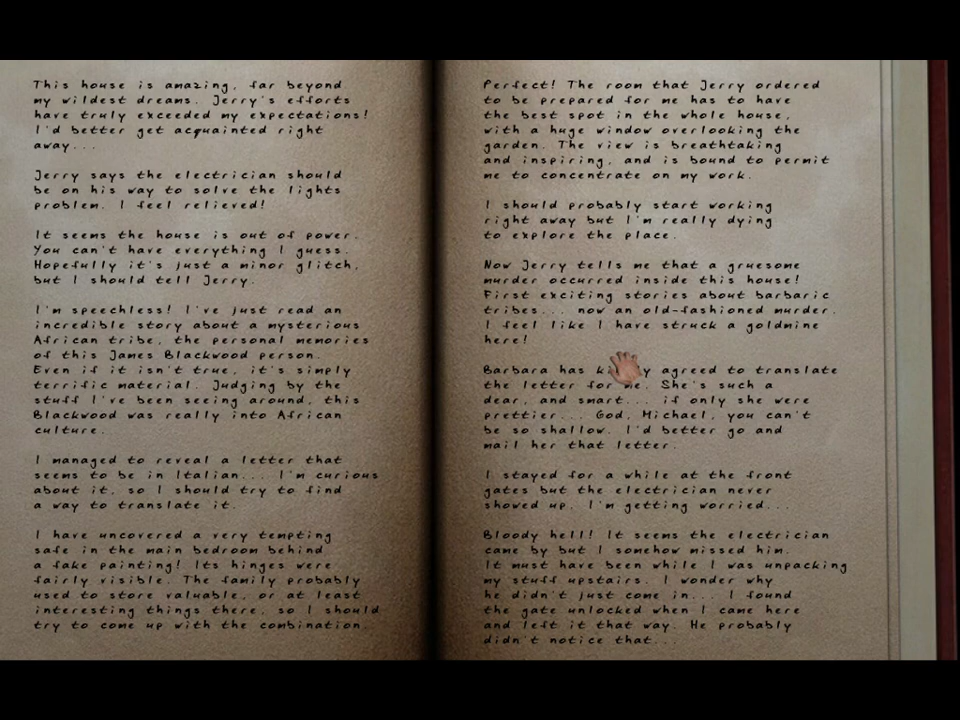 This house is amazing, far beyond
my wildest dreams. Jerry's efforts
have truly exceeded my expectations!
I'd better get acquainted right
away...
Jerry says the electrician should
be on his way to solve the lights
problem. I feel relieved!
It seems the house is out of power.
You can't have everything I guess.
Hopefully it's just a minor glitch,
but I should tell Jerry.
I'm speechless! I've just read an
incredible story about a mysterious
African tribe, the personal memories
of this James Blackwood person.
Even if it isn't true, it's simply
terrific material. Judging by the
stuff I've been seeing around, this
Blackwood was really into African
culture.
I managed to reveal a letter that
seems to be in Italian... I'm curious
about it, so I should try to find
a way to translate it.
I have uncovered a very tempting
safe in the main bedroom behind
a fake painting! Its hinges were
fairly visible. The family probably
used to store valuable, or at least
interesting things there, so I should
try to come up with the combination.
Perfect! The room that Jerry ordered
to be prepared for me has to have
the best spot in the whole house,
with a huge window overlooking the
garden. The view is breathtaking
and inspiring, and is bound to permit
me to concentrate on my work.
I should probably start working
right away but I'm really dying
to explore the place.
Now Jerry tells me that a gruesome
murder occurred inside this house!
First exciting stories about barbaric
tribes... now an old-fashioned murder.
I feel like I have struck a goldmine
here!
Barbara has agreed to translate
the letter for me. She's such a
dear, and smart... if only she were
prettier... God, Michael, you can't
be so shallow. I'd better go and
mail her that letter.
I stayed for a while at the front
gates but the electrician never
showed up. I'm getting worried...
Bloody hell! It seems the electrician
came by but I somehow missed him.
It must have been while I was unpacking
my stuff upstairs. I wonder why
he didn't just come in... I found
the gate unlocked when I came here
and left it that way. He probably
didn't notice that...